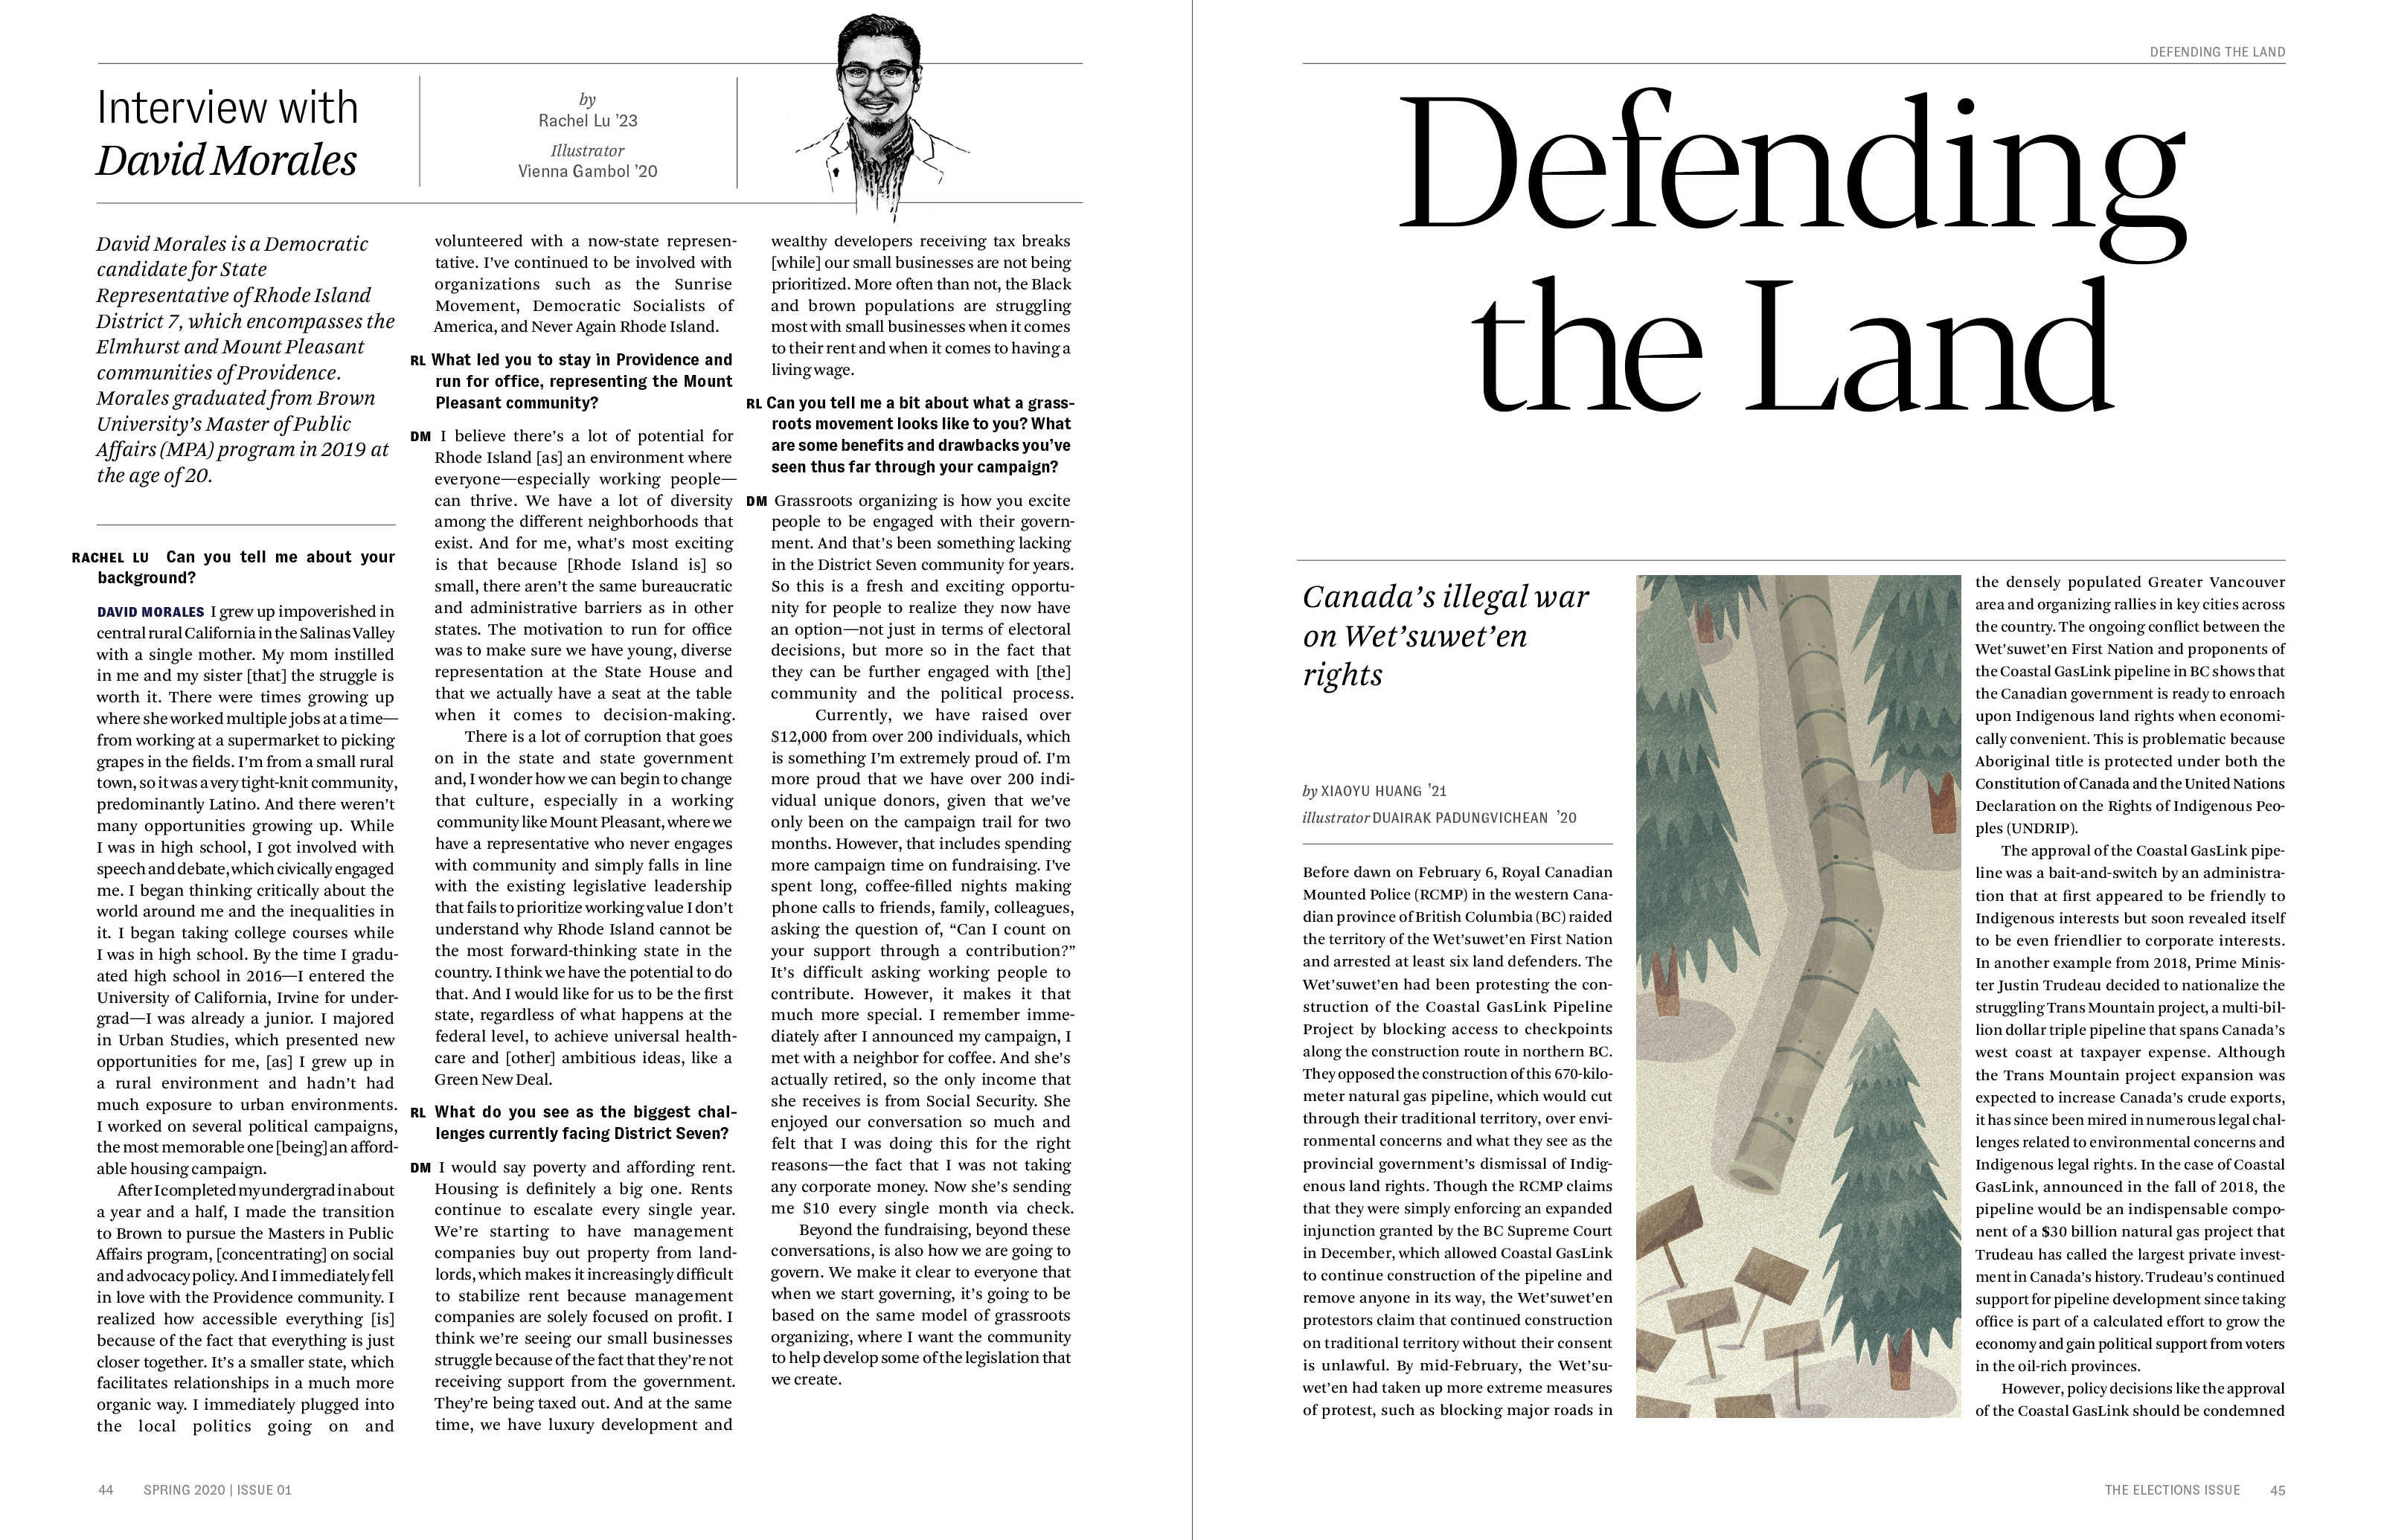 Interview with
David Morales
by
Rachel Lu ’23
Illustrator
Vienna Gambol ’20
David Morales is a Democratic
candidate for State
Representative of Rhode Island
District 7, which encompasses the
Elmhurst and Mount Pleasant
communities of Providence.
Morales graduated from Brown
University’s Master of Public
Affairs (MPA) program in 2019 at
the age of 20.
RACHEL LU Can you tell me about your
background?
DAVID MORALES I grew up impoverished in
central rural California in the Salinas Valley
with a single mother. My mom instilled
in me and my sister [that] the struggle is
worth it. There were times growing up
where she worked multiple jobs at a time—
from working at a supermarket to picking
grapes in the fields. I’m from a small rural
town, so it was a very tight-knit community,
predominantly Latino. And there weren’t
many opportunities growing up. While
I was in high school, I got involved with
speech and debate, which civically engaged
me. I began thinking critically about the
world around me and the inequalities in
it. I began taking college courses while
I was in high school. By the time I gradu-
ated high school in 2016—I entered the
University of California, Irvine for under-
grad—I was already a junior. I majored
in Urban Studies, which presented new
opportunities for me, [as] I grew up in
a rural environment and hadn’t had
much exposure to urban environments.
I worked on several political campaigns,
the most memorable one [being] an afford-
able housing campaign.
After I completed my undergrad in about
a year and a half, I made the transition
to Brown to pursue the Masters in Public
Affairs program, [concentrating] on social
and advocacy policy. And I immediately fell
in love with the Providence community. I
realized how accessible everything [is]
because of the fact that everything is just
closer together. It’s a smaller state, which
facilitates relationships in a much more
organic way. I immediately plugged into
the local politics going on and
volunteered with a now-state represen-
tative. I’ve continued to be involved with
organizations such as the Sunrise
Movement, Democratic Socialists of
America, and Never Again Rhode Island.
RL What led you to stay in Providence and
run for office, representing the Mount
Pleasant community?
DM I believe there’s a lot of potential for
Rhode Island [as] an environment where
everyone—especially working people—
can thrive. We have a lot of diversity
among the different neighborhoods that
exist. And for me, what’s most exciting
is that because [Rhode Island is] so
small, there aren’t the same bureaucratic
and administrative barriers as in other
states. The motivation to run for office
was to make sure we have young, diverse
representation at the State House and
that we actually have a seat at the table
when it comes to decision-making.
There is a lot of corruption that goes
on in the state and state government
and, I wonder how we can begin to change
that culture, especially in a working
community like Mount Pleasant, where we
have a representative who never engages
with community and simply falls in line
with the existing legislative leadership
that fails to prioritize working value I don’t
understand why Rhode Island cannot be
the most forward-thinking state in the
country. I think we have the potential to do
that. And I would like for us to be the first
state, regardless of what happens at the
federal level, to achieve universal health-
care and [other] ambitious ideas, like a
Green New Deal.
RL What do you see as the biggest chal-
lenges currently facing District Seven?
DM I would say poverty and affording rent.
Housing is definitely a big one. Rents
continue to escalate every single year.
We’re starting to have management
companies buy out property from land-
lords, which makes it increasingly difficult
to stabilize rent because management
companies are solely focused on profit. I
think we’re seeing our small businesses
struggle because of the fact that they’re not
receiving support from the government.
They’re being taxed out. And at the same
time, we have luxury development and
wealthy developers receiving tax breaks
[while] our small businesses are not being
prioritized. More often than not, the Black
and brown populations are struggling
most with small businesses when it comes
to their rent and when it comes to having a
living wage.
RL Can you tell me a bit about what a grass-
roots movement looks like to you? What
are some benefits and drawbacks you’ve
seen thus far through your campaign?
DM Grassroots organizing is how you excite
people to be engaged with their govern-
ment. And that’s been something lacking
in the District Seven community for years.
So this is a fresh and exciting opportu-
nity for people to realize they now have
an option—not just in terms of electoral
decisions, but more so in the fact that
they can be further engaged with [the]
community and the political process.
Currently, we have raised over
$12,000 from over 200 individuals, which
is something I’m extremely proud of. I’m
more proud that we have over 200 indi-
vidual unique donors, given that we’ve
only been on the campaign trail for two
months. However, that includes spending
more campaign time on fundraising. I’ve
spent long, coffee-filled nights making
phone calls to friends, family, colleagues,
asking the question of, “Can I count on
your support through a contribution?”
It’s difficult asking working people to
contribute. However, it makes it that
much more special. I remember imme-
diately after I announced my campaign, I
met with a neighbor for coffee. And she’s
actually retired, so the only income that
she receives is from Social Security. She
enjoyed our conversation so much and
felt that I was doing this for the right
reasons—the fact that I was not taking
any corporate money. Now she’s sending
me $10 every single month via check.
Beyond the fundraising, beyond these
conversations, is also how we are going to
govern. We make it clear to everyone that
when we start governing, it’s going to be
based on the same model of grassroots
organizing, where I want the community
to help develop some of the legislation that
we create.
44 SPRING 2020 | ISSUE 01
DEFENDING THE LAND
Defending
the Land
Canada’s illegal war
on Wet’suwet’en
rights
by XIAOYU HUANG ’21
illustrator DUAIRAK PADUNGVICHEAN ’20
Before dawn on February 6, Royal Canadian
Mounted Police (RCMP) in the western Cana-
dian province of British Columbia (BC) raided
the territory of the Wet’suwet’en First Nation
and arrested at least six land defenders. The
Wet’suwet’en had been protesting the con-
struction of the Coastal GasLink Pipeline
Project by blocking access to checkpoints
along the construction route in northern BC.
They opposed the construction of this 670-kilo-
meter natural gas pipeline, which would cut
through their traditional territory, over envi-
ronmental concerns and what they see as the
provincial government’s dismissal of Indig-
enous land rights. Though the RCMP claims
that they were simply enforcing an expanded
injunction granted by the BC Supreme Court
in December, which allowed Coastal GasLink
to continue construction of the pipeline and
remove anyone in its way, the Wet’suwet’en
protestors claim that continued construction
on traditional territory without their consent
is unlawful. By mid-February, the Wet’su-
wet’en had taken up more extreme measures
of protest, such as blocking major roads in
the densely populated Greater Vancouver
area and organizing rallies in key cities across
the country. The ongoing conflict between the
Wet’suwet’en First Nation and proponents of
the Coastal GasLink pipeline in BC shows that
the Canadian government is ready to enroach
upon Indigenous land rights when economi-
cally convenient. This is problematic because
Aboriginal title is protected under both the
Constitution of Canada and the United Nations
Declaration on the Rights of Indigenous Peo-
ples (UNDRIP).
The approval of the Coastal GasLink pipe-
line was a bait-and-switch by an administra-
tion that at first appeared to be friendly to
Indigenous interests but soon revealed itself
to be even friendlier to corporate interests.
In another example from 2018, Prime Minis-
ter Justin Trudeau decided to nationalize the
struggling Trans Mountain project, a multi-bil-
lion dollar triple pipeline that spans Canada’s
west coast at taxpayer expense. Although
the Trans Mountain project expansion was
expected to increase Canada’s crude exports,
it has since been mired in numerous legal chal-
lenges related to environmental concerns and
Indigenous legal rights. In the case of Coastal
GasLink, announced in the fall of 2018, the
pipeline would be an indispensable compo-
nent of a $30 billion natural gas project that
Trudeau has called the largest private invest-
ment in Canada’s history. Trudeau’s continued
support for pipeline development since taking
office is part of a calculated effort to grow the
economy and gain political support from voters
in the oil-rich provinces.
However, policy decisions like the approval
of the Coastal GasLink should be condemned
THE ELECTIONS ISSUE 45